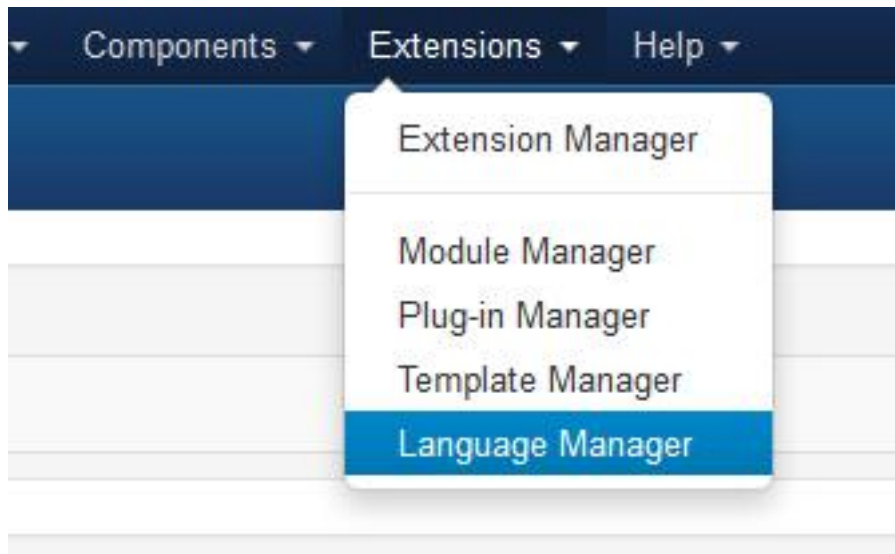 Components Extensions Help
Extension Manager
Module Manager
Plug-in Manager
Template Manager
Language Manager